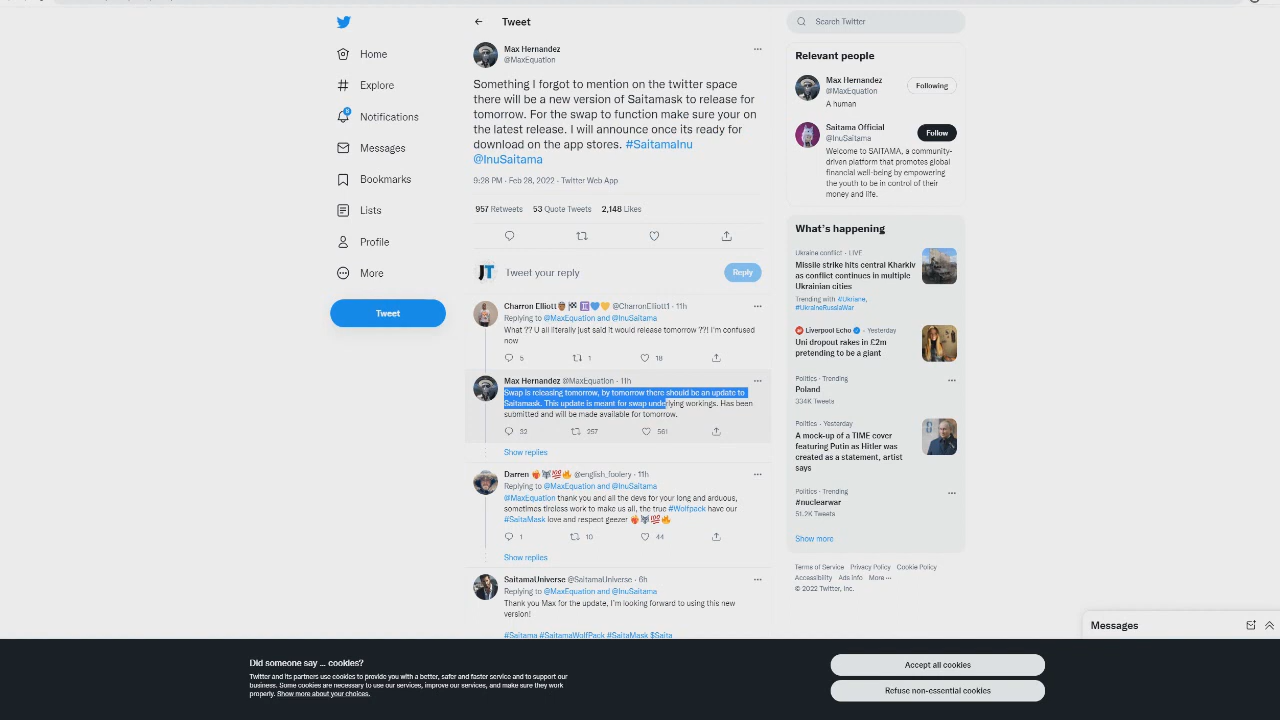 Tweet
Search Twitter
Home
Explore
Notifications
Messages
Bookmarks
Lists
Profile
More
Tweet
Max Hernandez
@MaxEquation
Something I forgot to mention on the twitter space
there will be a new version of Saitamask to release for
tomorrow. For the swap to function make sure your on
the latest release. I will announce once its ready for
download on the app stores. #SaitamaInu
@InuSaitama
9:28 PM · Feb 28, 2022 · Twitter Web App
957 Retweets 53 Quote Tweets 2,148 Likes
JT Tweet your reply Reply
Charron Elliott @CharronElliott1 · 11h
Replying to @MaxEquation and @InuSaitama
What ?? U all literally just said it would release tomorrow ??! I'm confused
now
5 1 18
Max Hernandez @MaxEquation · 11h
Swap is releasing tomorrow, by tomorrow there should be an update to
Saitamask. This update is meant for swap underlying workings. Has been
submitted and will be made available for tomorrow.
32 257 561
Show replies
Darren @english_foolery · 11h
Replying to @MaxEquation and @InuSaitama
@MaxEquation thank you and all the devs for your long and arduous,
sometimes tireless work to make us all, the true #Wolfpack have our
#SaitaMask love and respect geezer
1 10 44
Show replies
SaitamaUniverse @SaitamaUniverse · 6h
Replying to @MaxEquation and @InuSaitama
Thank you Max for the update, I'm looking forward to using this new
version!
#Saitama #SaitamaWolfPack #SaitaMask $Saita
Relevant people
Max Hernandez
@MaxEquation
Following
A human
Saitama Official
@InuSaitama
Follow
Welcome to SAITAMA, a community-
driven platform that promotes global
financial well-being by empowering
the youth to be in control of their
money and life.
What's happening
Ukraine conflict · LIVE
Missile strike hits central Kharkiv
as conflict continues in multiple
Ukrainian cities
Trending with #Ukriane,
#UkraineRussiaWar
Liverpool Echo · Yesterday
Uni dropout rakes in £2m
pretending to be a giant
Politics · Trending
Poland
334K Tweets
Politics · Yesterday
A mock-up of a TIME cover
featuring Putin as Hitler was
created as a statement, artist
says
Politics · Trending
#nuclearwar
51.2K Tweets
Show more
Terms of Service Privacy Policy Cookie Policy
Accessibility Ads info More ···
© 2022 Twitter, Inc.
Messages
Did someone say ... cookies?
Twitter and its partners use cookies to provide you with a better, safer and faster service and to support our
business. Some cookies are necessary to use our services, improve our services, and make sure they work
properly. Show more about your choices.
Accept all cookies
Refuse non-essential cookies